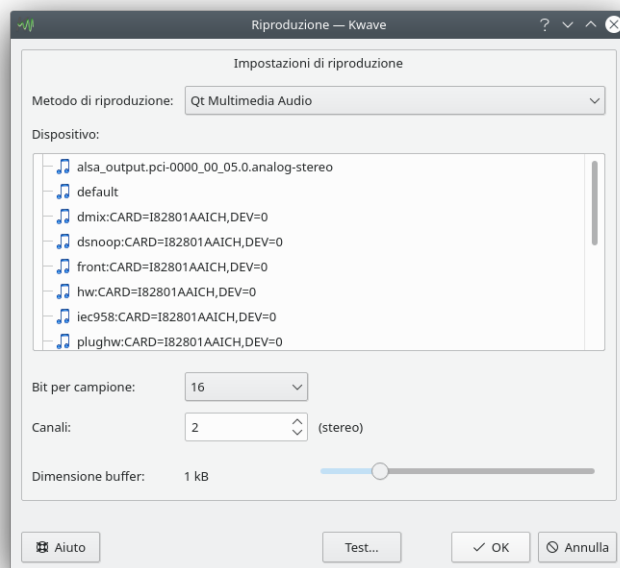 Riproduzione — Kwave
Impostazioni di riproduzione
Metodo di riproduzione: Qt Multimedia Audio
Dispositivo:
alsa_output.pci-0000_00_05.0.analog-stereo
default
dmix:CARD=I82801AAICH,DEV=0
dsnoop:CARD=I82801AAICH,DEV=0
front:CARD=I82801AAICH,DEV=0
hw:CARD=I82801AAICH,DEV=0
iec958:CARD=I82801AAICH,DEV=0
plughw:CARD=I82801AAICH,DEV=0
Bit per campione: 16
Canali: 2 (stereo)
Dimensione buffer: 1 kB
Aiuto Test... OK Annulla